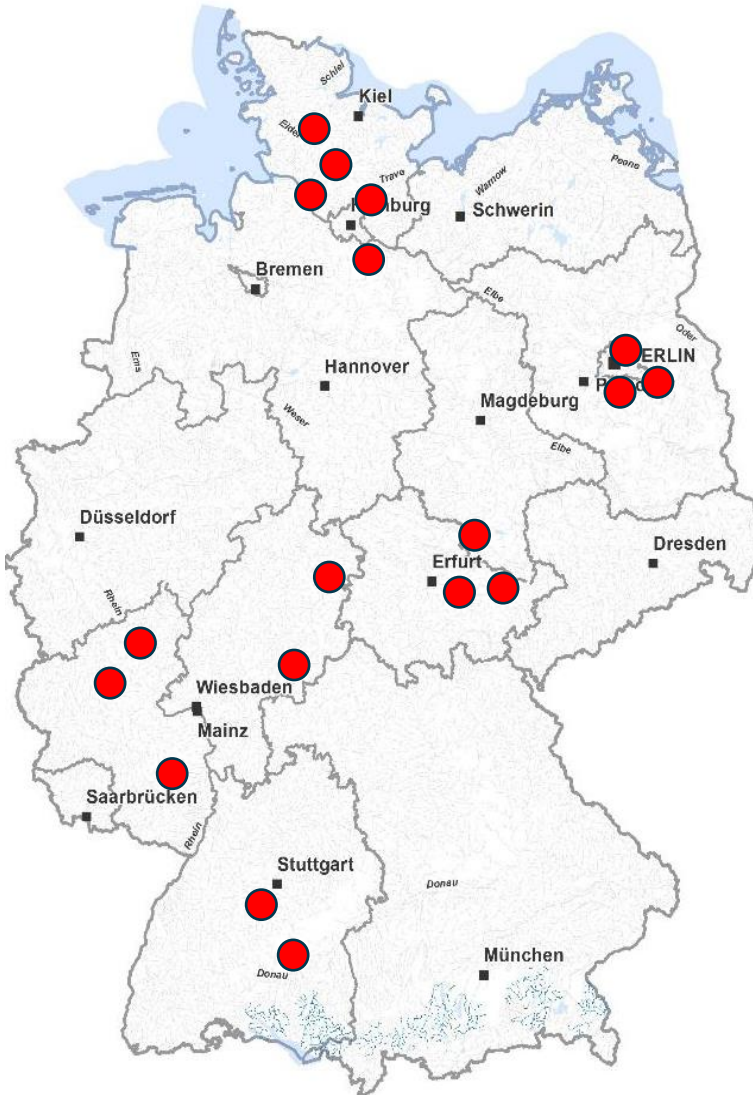 Schlei
Kiel
Eider
Trave
Warnow
Peene
Schwerin
Bremen
Elbe
Oder
ERLIN
Ems
Hannover
Weser
Magdeburg
Elbe
Düsseldorf
Erfurt
Dresden
Rhein
Wiesbaden
Mainz
Saarbrücken
Rhein
Stuttgart
Donau
München
Donau